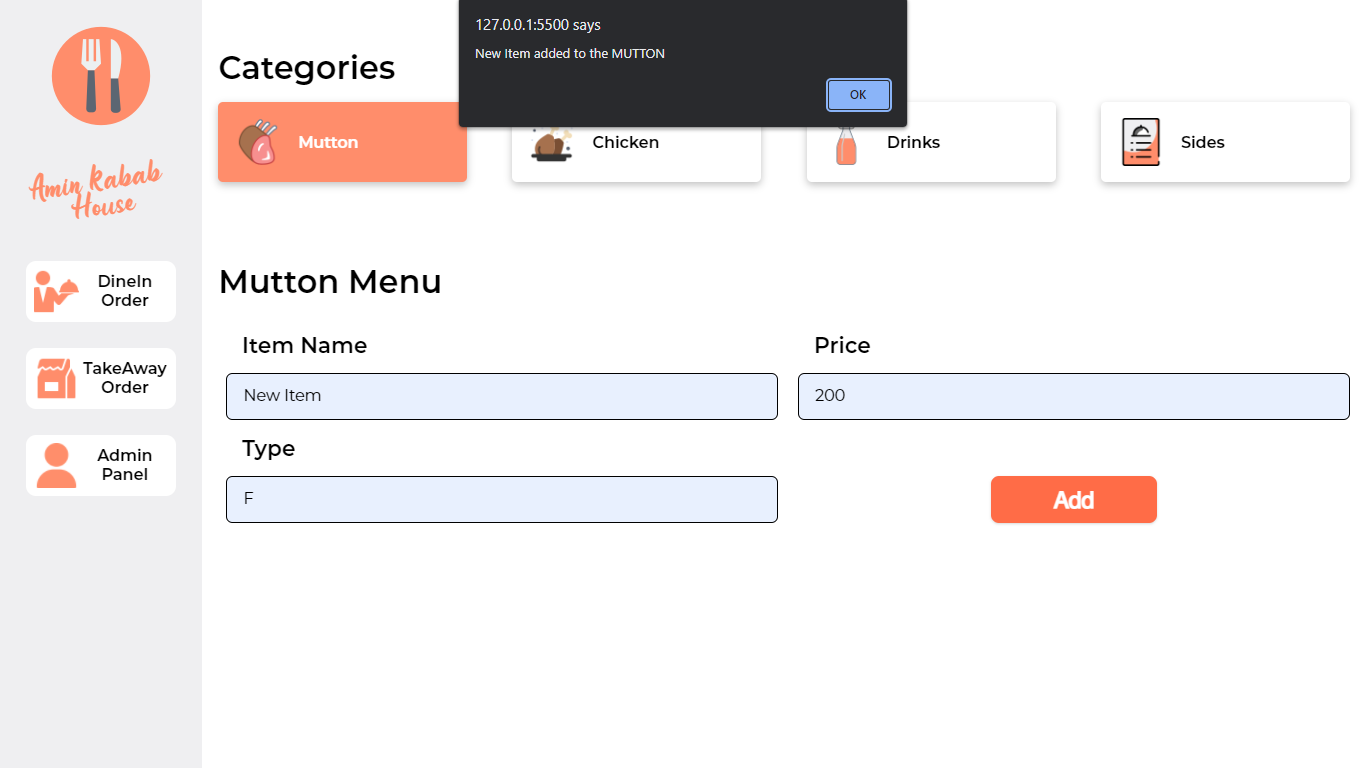 127.0.0.1:5500 says
New Item added to the MUTTON
OK
Amin Kabab
House
DineIn
Order
TakeAway
Order
Admin
Panel
Categories
Mutton
Chicken
Drinks
Sides
Mutton Menu
Item Name
Price
New Item
200
Type
F
Add